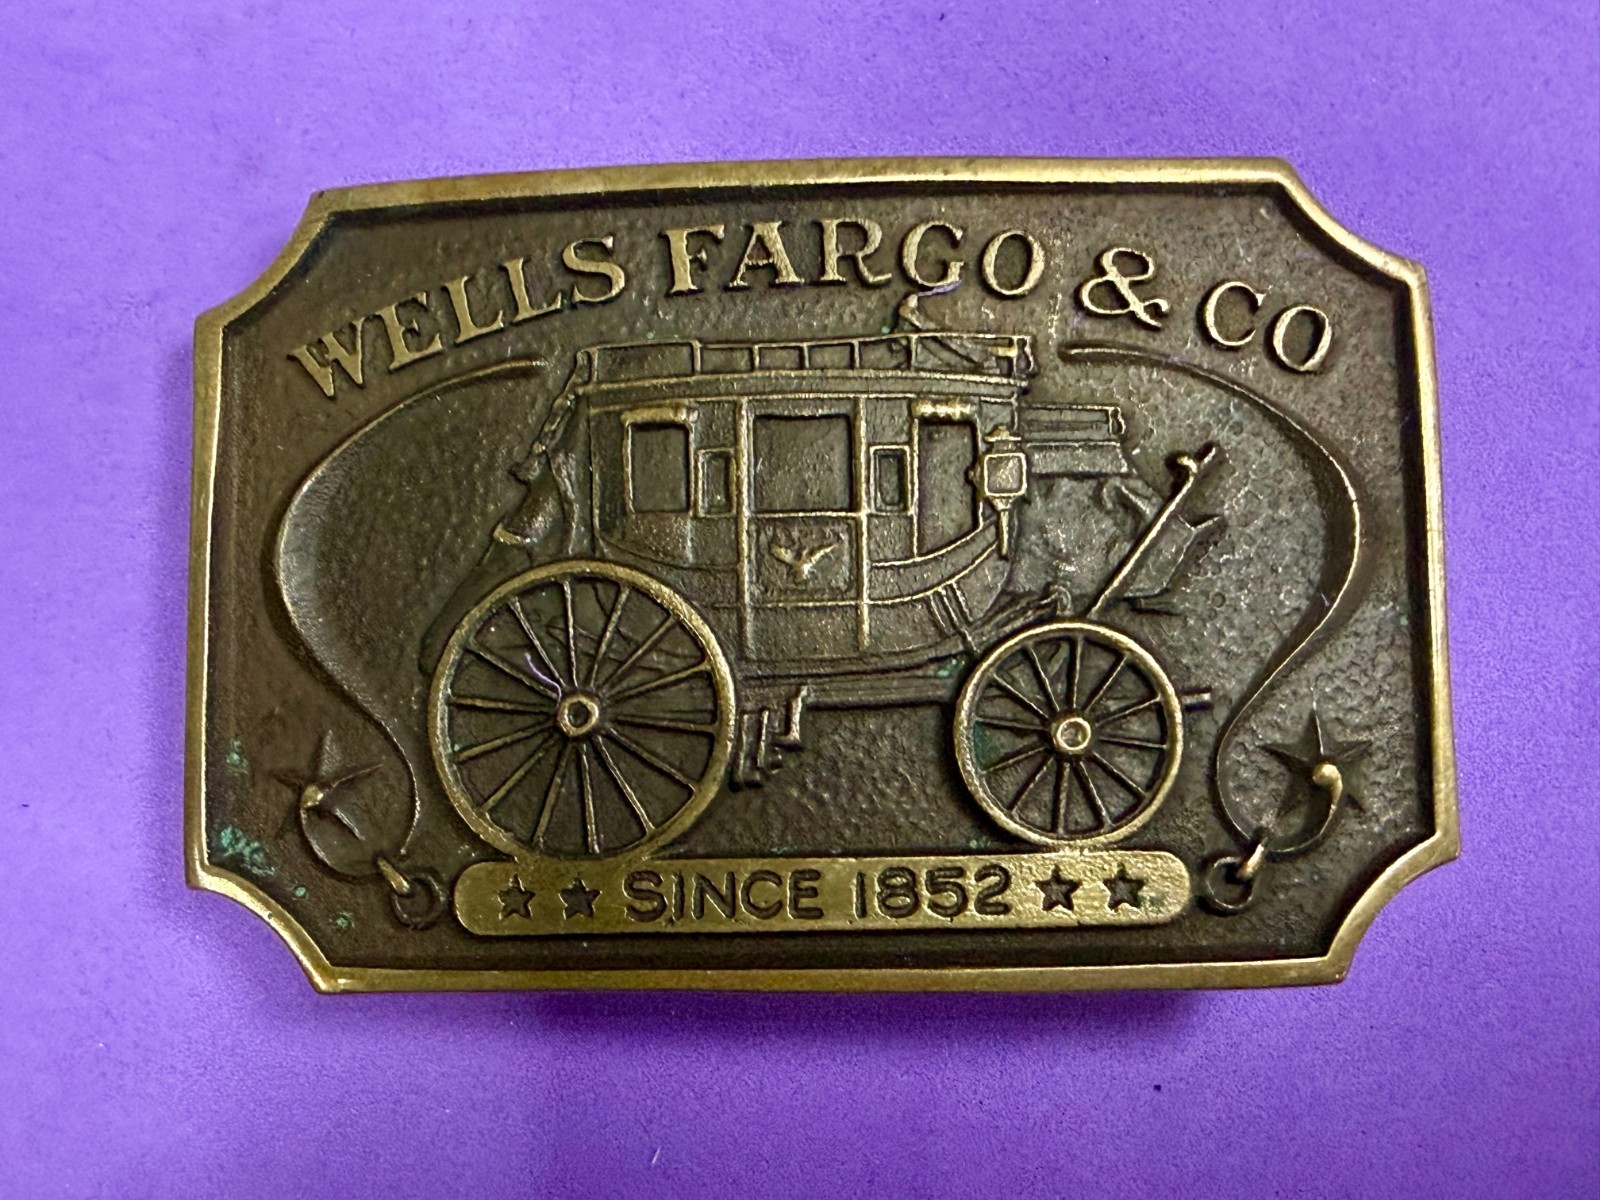 WELLS FARGO & CO
SINCE 1852